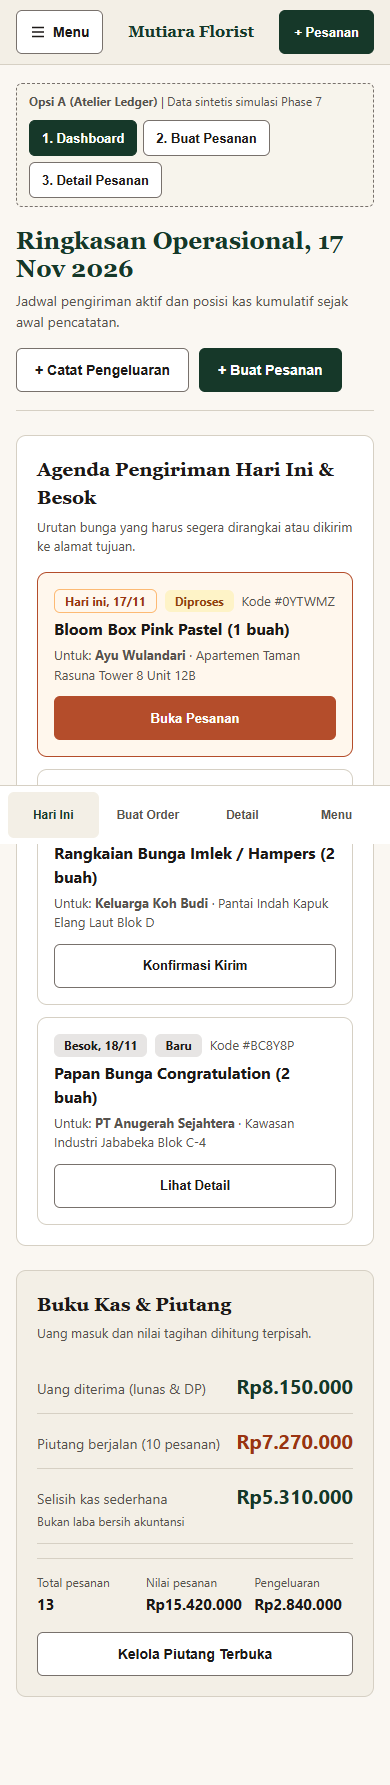 Menu
Mutiara Florist
+ Pesanan
Opsi A (Atelier Ledger) | Data sintetis simulasi Phase 7
1. Dashboard
2. Buat Pesanan
3. Detail Pesanan
Ringkasan Operasional, 17
Nov 2026
Jadwal pengiriman aktif dan posisi kas kumulatif sejak
awal pencatatan.
+ Catat Pengeluaran
+ Buat Pesanan
Agenda Pengiriman Hari Ini &
Besok
Urutan bunga yang harus segera dirangkai atau dikirim
ke alamat tujuan.
Hari ini, 17/11
Diproses
Kode #0YTWMZ
Bloom Box Pink Pastel (1 buah)
Untuk: Ayu Wulandari · Apartemen Taman
Rasuna Tower 8 Unit 12B
Buka Pesanan
Hari Ini
Buat Order
Detail
Menu
Rangkaian Bunga Imlek / Hampers (2
buah)
Untuk: Keluarga Koh Budi · Pantai Indah Kapuk
Elang Laut Blok D
Konfirmasi Kirim
Besok, 18/11
Baru
Kode #BC8Y8P
Papan Bunga Congratulation (2
buah)
Untuk: PT Anugerah Sejahtera · Kawasan
Industri Jababeka Blok C-4
Lihat Detail
Buku Kas & Piutang
Uang masuk dan nilai tagihan dihitung terpisah.
Uang diterima (lunas & DP)
Rp8.150.000
Piutang berjalan (10 pesanan)
Rp7.270.000
Selisih kas sederhana
Rp5.310.000
Bukan laba bersih akuntansi
Total pesanan
13
Nilai pesanan
Rp15.420.000
Pengeluaran
Rp2.840.000
Kelola Piutang Terbuka